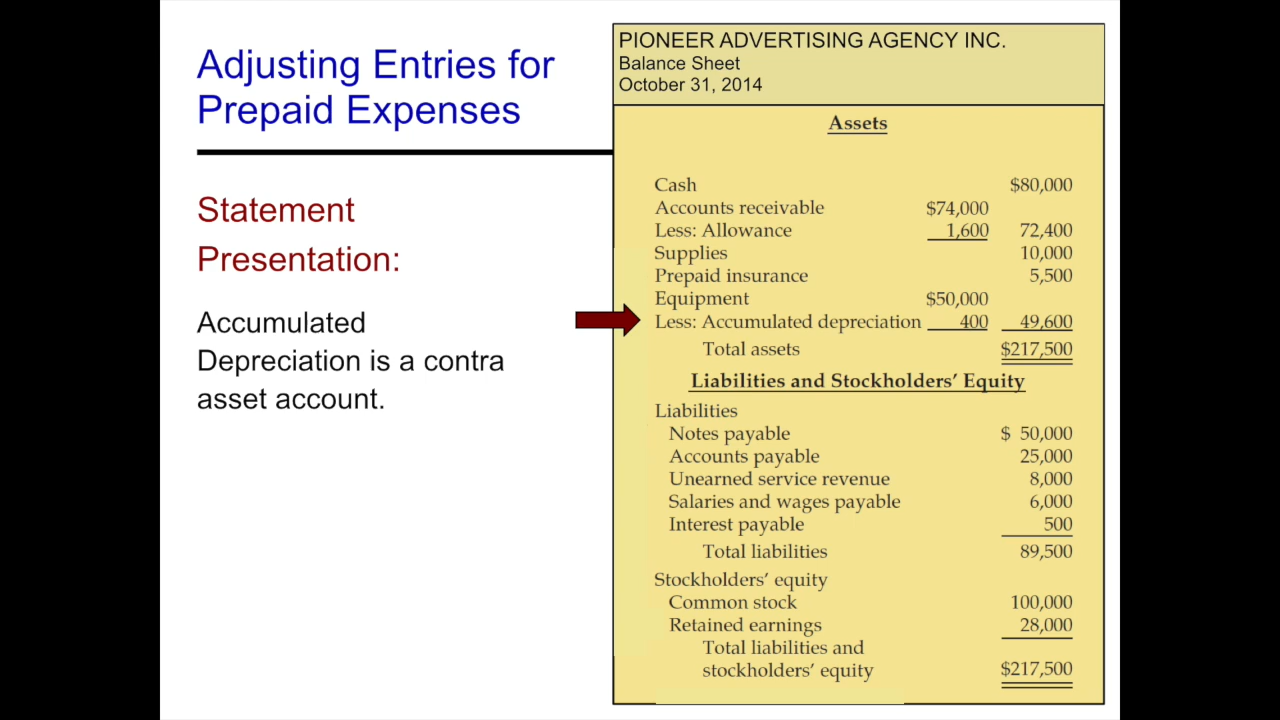 Adjusting Entries for
Prepaid Expenses
Statement
Presentation:
Accumulated
Depreciation is a contra
asset account.
PIONEER ADVERTISING AGENCY INC.
Balance Sheet
October 31, 2014
Assets
Cash $80,000
Accounts receivable $74,000
Less: Allowance 1,600 72,400
Supplies 10,000
Prepaid insurance 5,500
Equipment $50,000
Less: Accumulated depreciation 400 49,600
Total assets $217,500
Liabilities and Stockholders’ Equity
Liabilities
Notes payable $ 50,000
Accounts payable 25,000
Unearned service revenue 8,000
Salaries and wages payable 6,000
Interest payable 500
Total liabilities 89,500
Stockholders’ equity
Common stock 100,000
Retained earnings 28,000
Total liabilities and
stockholders’ equity $217,500